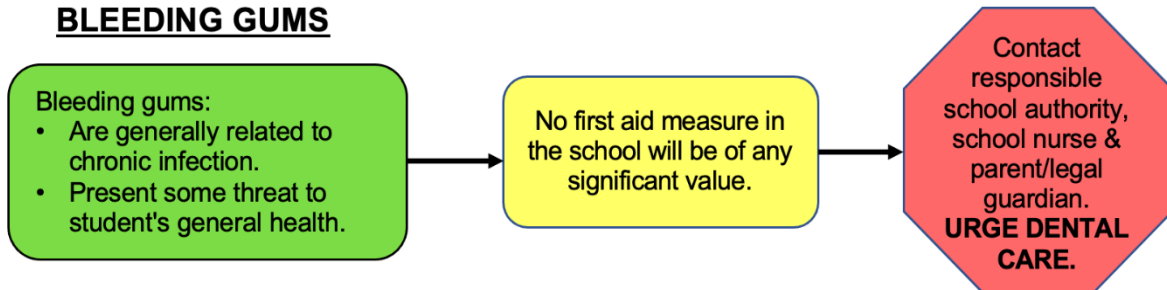 BLEEDING GUMS
Bleeding gums:
• Are generally related to
chronic infection.
• Present some threat to
student's general health.
No first aid measure in
the school will be of any
significant value.
Contact
responsible
school authority,
school nurse &
parent/legal
guardian.
URGE DENTAL
CARE.